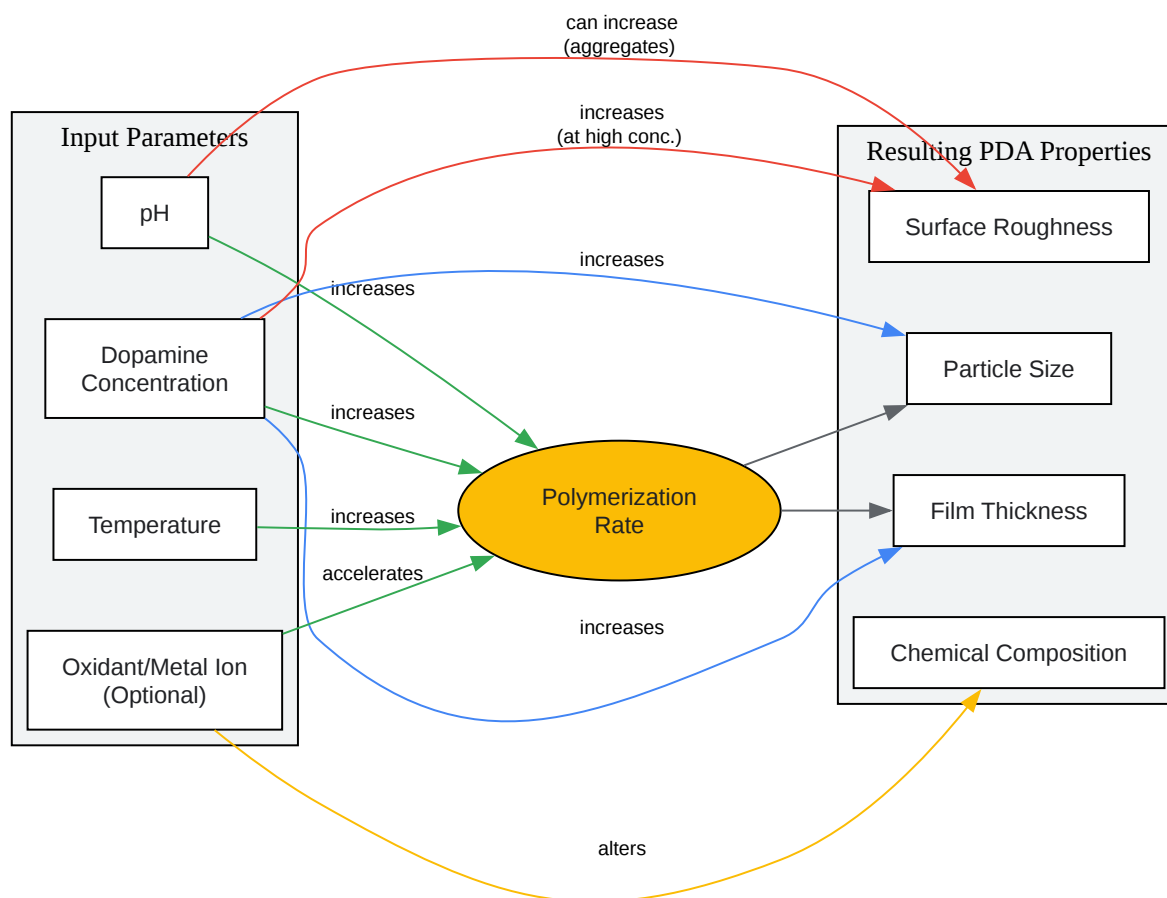 can increase
(aggregates)
increases
(at high conc.)
Input Parameters
Resulting PDA Properties
pH
Surface Roughness
increases
increases
Dopamine
Concentration
Particle Size
increases
Polymerization
Rate
Temperature
increases
Film Thickness
accelerates
increases
Oxidant/Metal Ion
(Optional)
Chemical Composition
alters